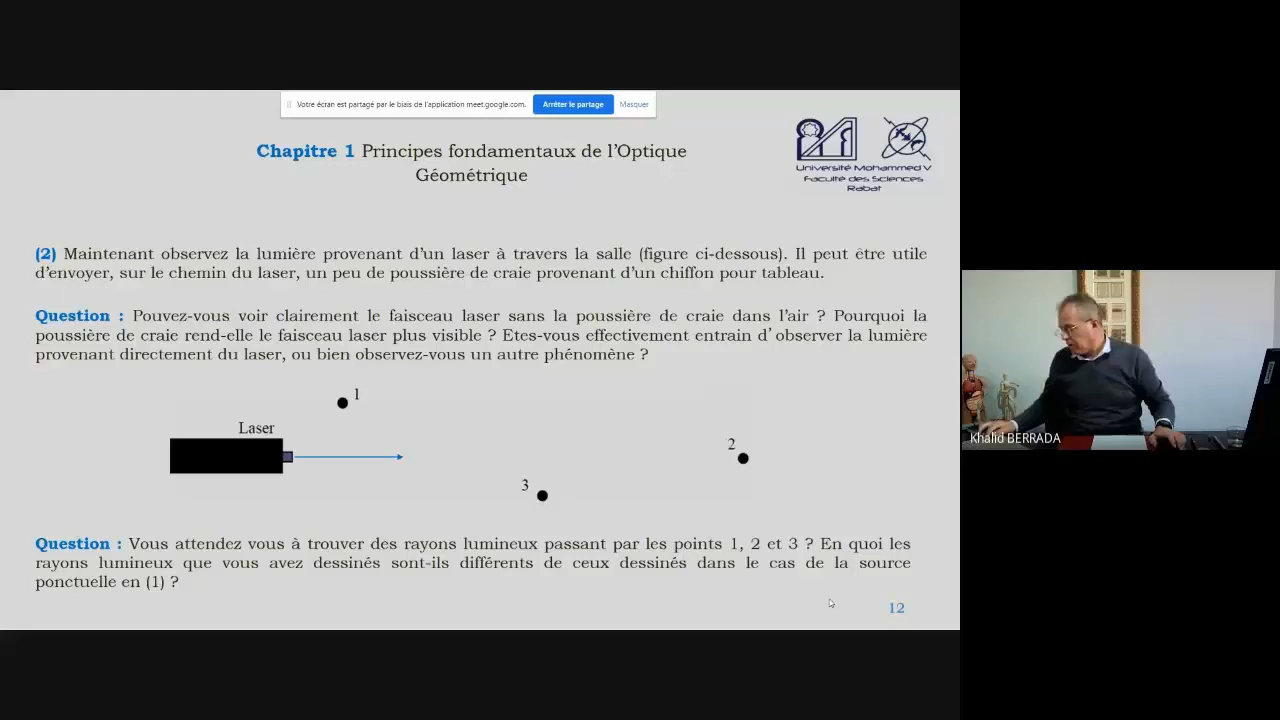 Votre écran est partagé par le biais de l'application meet.google.com. Arrêter le partage Masquer
Chapitre 1 Principes fondamentaux de l'Optique
Géométrique
Université Mohammed V
Faculté des Sciences
Rabat
(2) Maintenant observez la lumière provenant d'un laser à travers la salle (figure ci-dessous). Il peut être utile
d'envoyer, sur le chemin du laser, un peu de poussière de craie provenant d'un chiffon pour tableau.
Question : Pouvez-vous voir clairement le faisceau laser sans la poussière de craie dans l'air ? Pourquoi la
poussière de craie rend-elle le faisceau laser plus visible ? Etes-vous effectivement entrain d'observer la lumière
provenant directement du laser, ou bien observez-vous un autre phénomène ?
1
Laser
2
3
Khalid BERRADA
Question : Vous attendez vous à trouver des rayons lumineux passant par les points 1, 2 et 3 ? En quoi les
rayons lumineux que vous avez dessinés sont-ils différents de ceux dessinés dans le cas de la source
ponctuelle en (1) ?
12